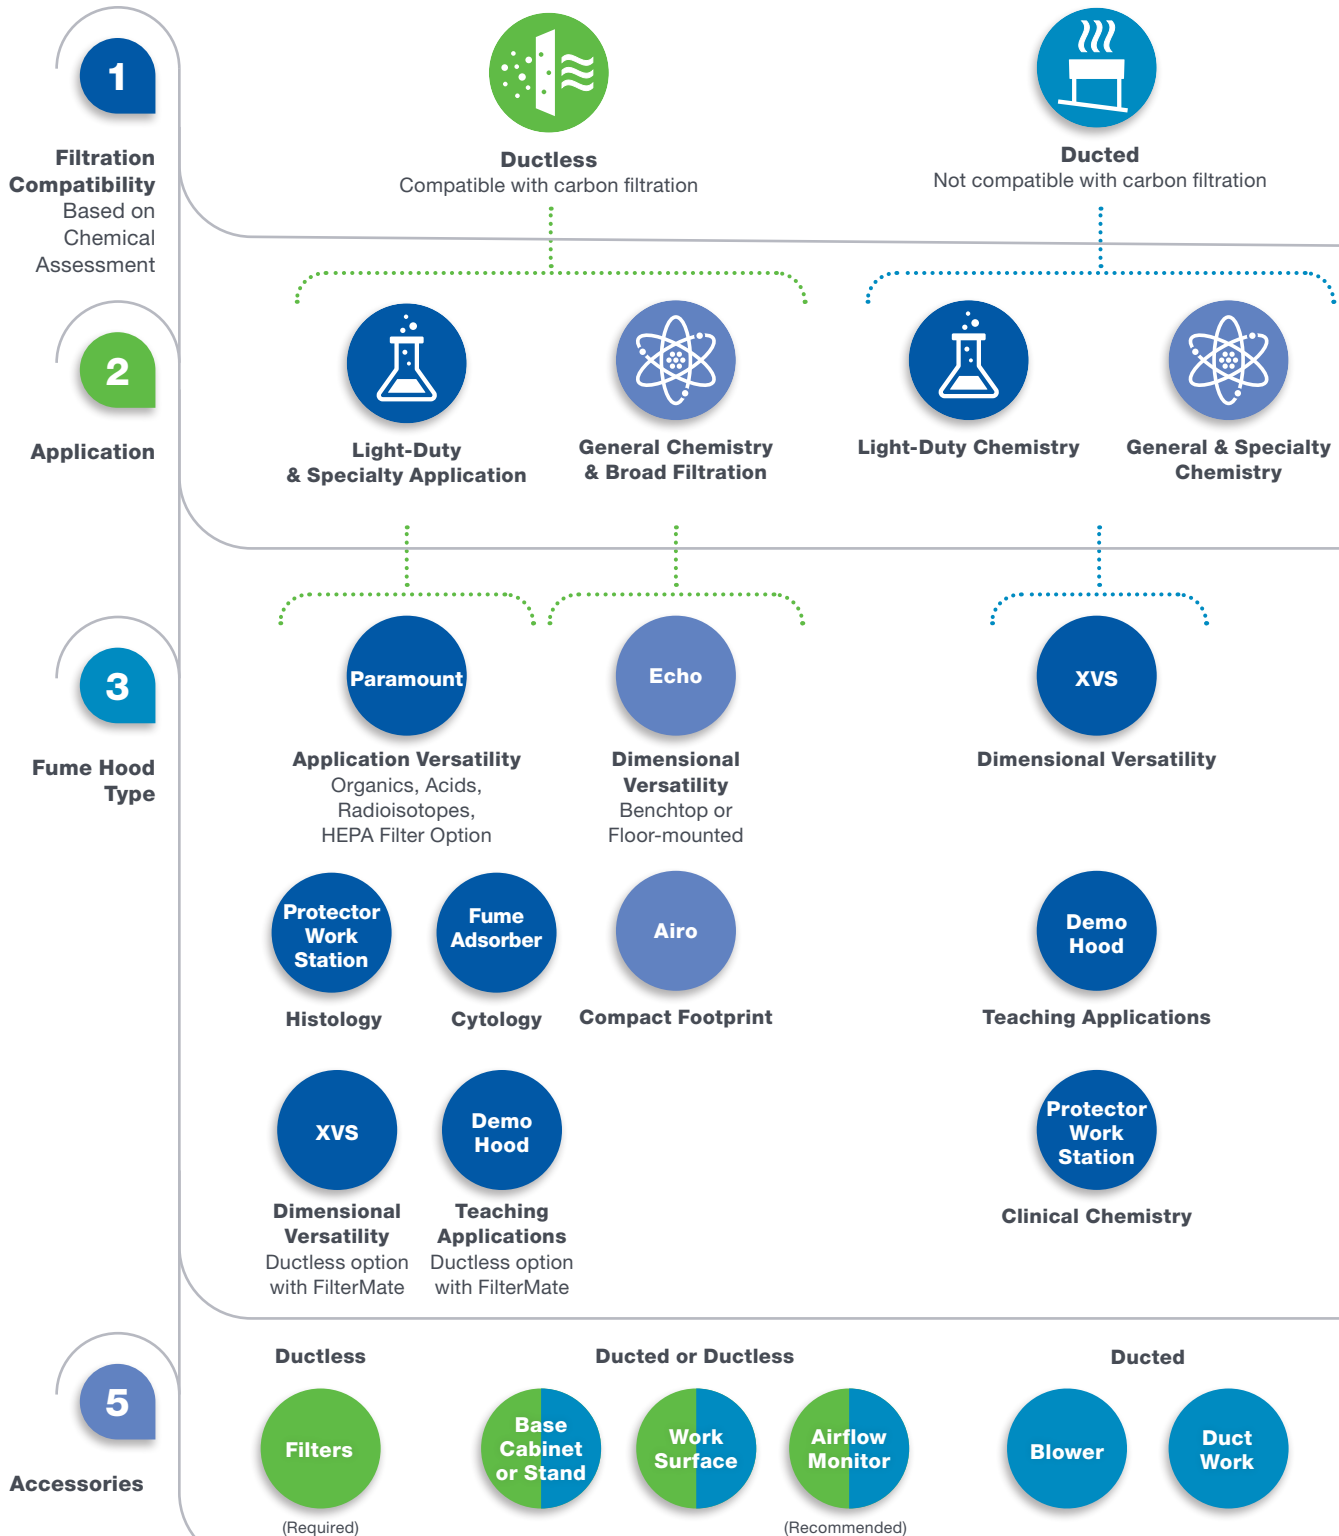 1
Filtration
Compatibility
Based on
Chemical
Assessment
Ductless
Compatible with carbon filtration
Ducted
Not compatible with carbon filtration
2
Application
Light-Duty
& Specialty Application
General Chemistry
& Broad Filtration
Light-Duty Chemistry
General & Specialty
Chemistry
3
Fume Hood
Type
Paramount
Application Versatility
Organics, Acids,
Radioisotopes,
HEPA Filter Option
Echo
Dimensional
Versatility
Benchtop or
Floor-mounted
XVS
Dimensional Versatility
Protector
Work
Station
Histology
Fume
Adsorber
Cytology
Airo
Compact Footprint
Demo
Hood
Teaching Applications
XVS
Dimensional
Versatility
Ductless option
with FilterMate
Demo
Hood
Teaching
Applications
Ductless option
with FilterMate
Protector
Work
Station
Clinical Chemistry
5
Accessories
Ductless
Filters
(Required)
Ducted or Ductless
Base
Cabinet
or Stand
Work
Surface
Airflow
Monitor
(Recommended)
Ducted
Blower
Duct
Work